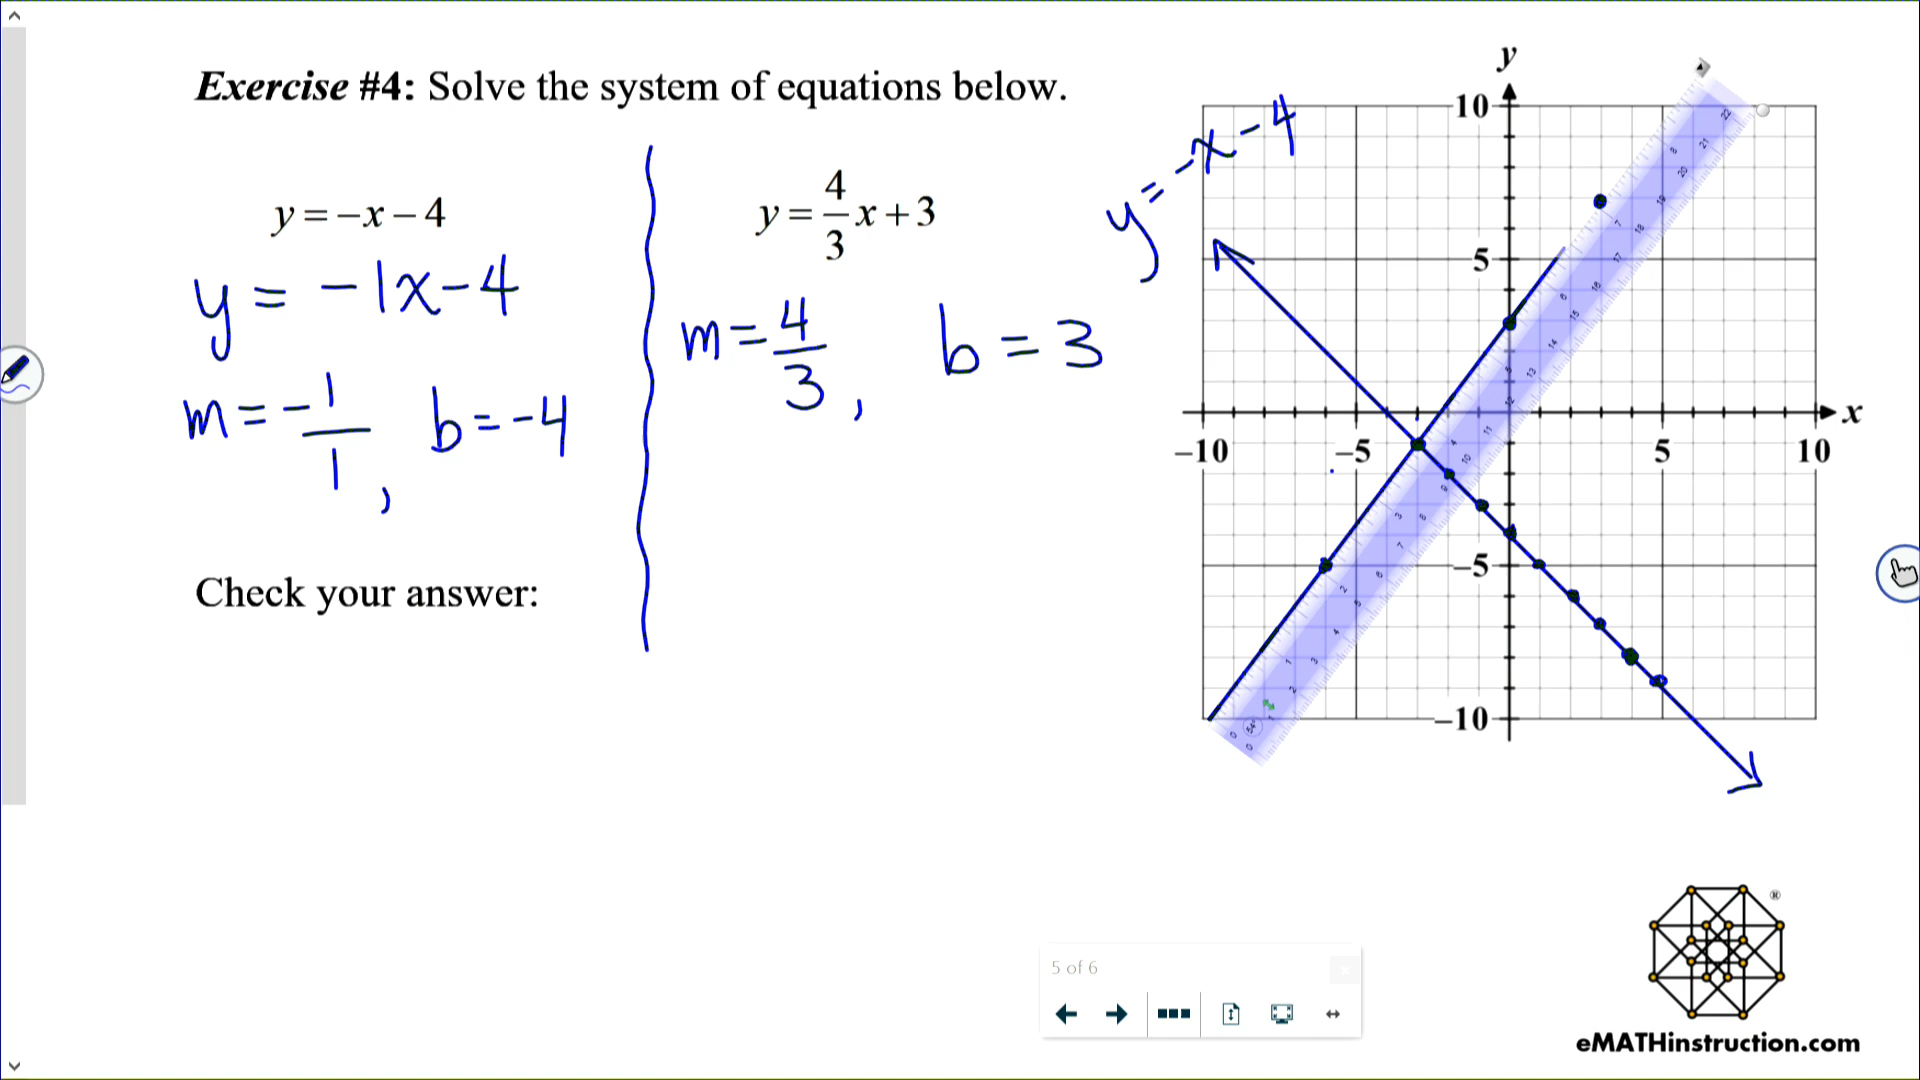 Exercise #4: Solve the system of equations below.
y = −x − 4
y = 4/3 x + 3
y = -1x-4
m = 4/3, b = 3
m = -1/1, b = -4
Check your answer:
y = -x-4
y
x
10
5
−10
−5
5
10
−5
−10
5 of 6
eMATHinstruction.com
®